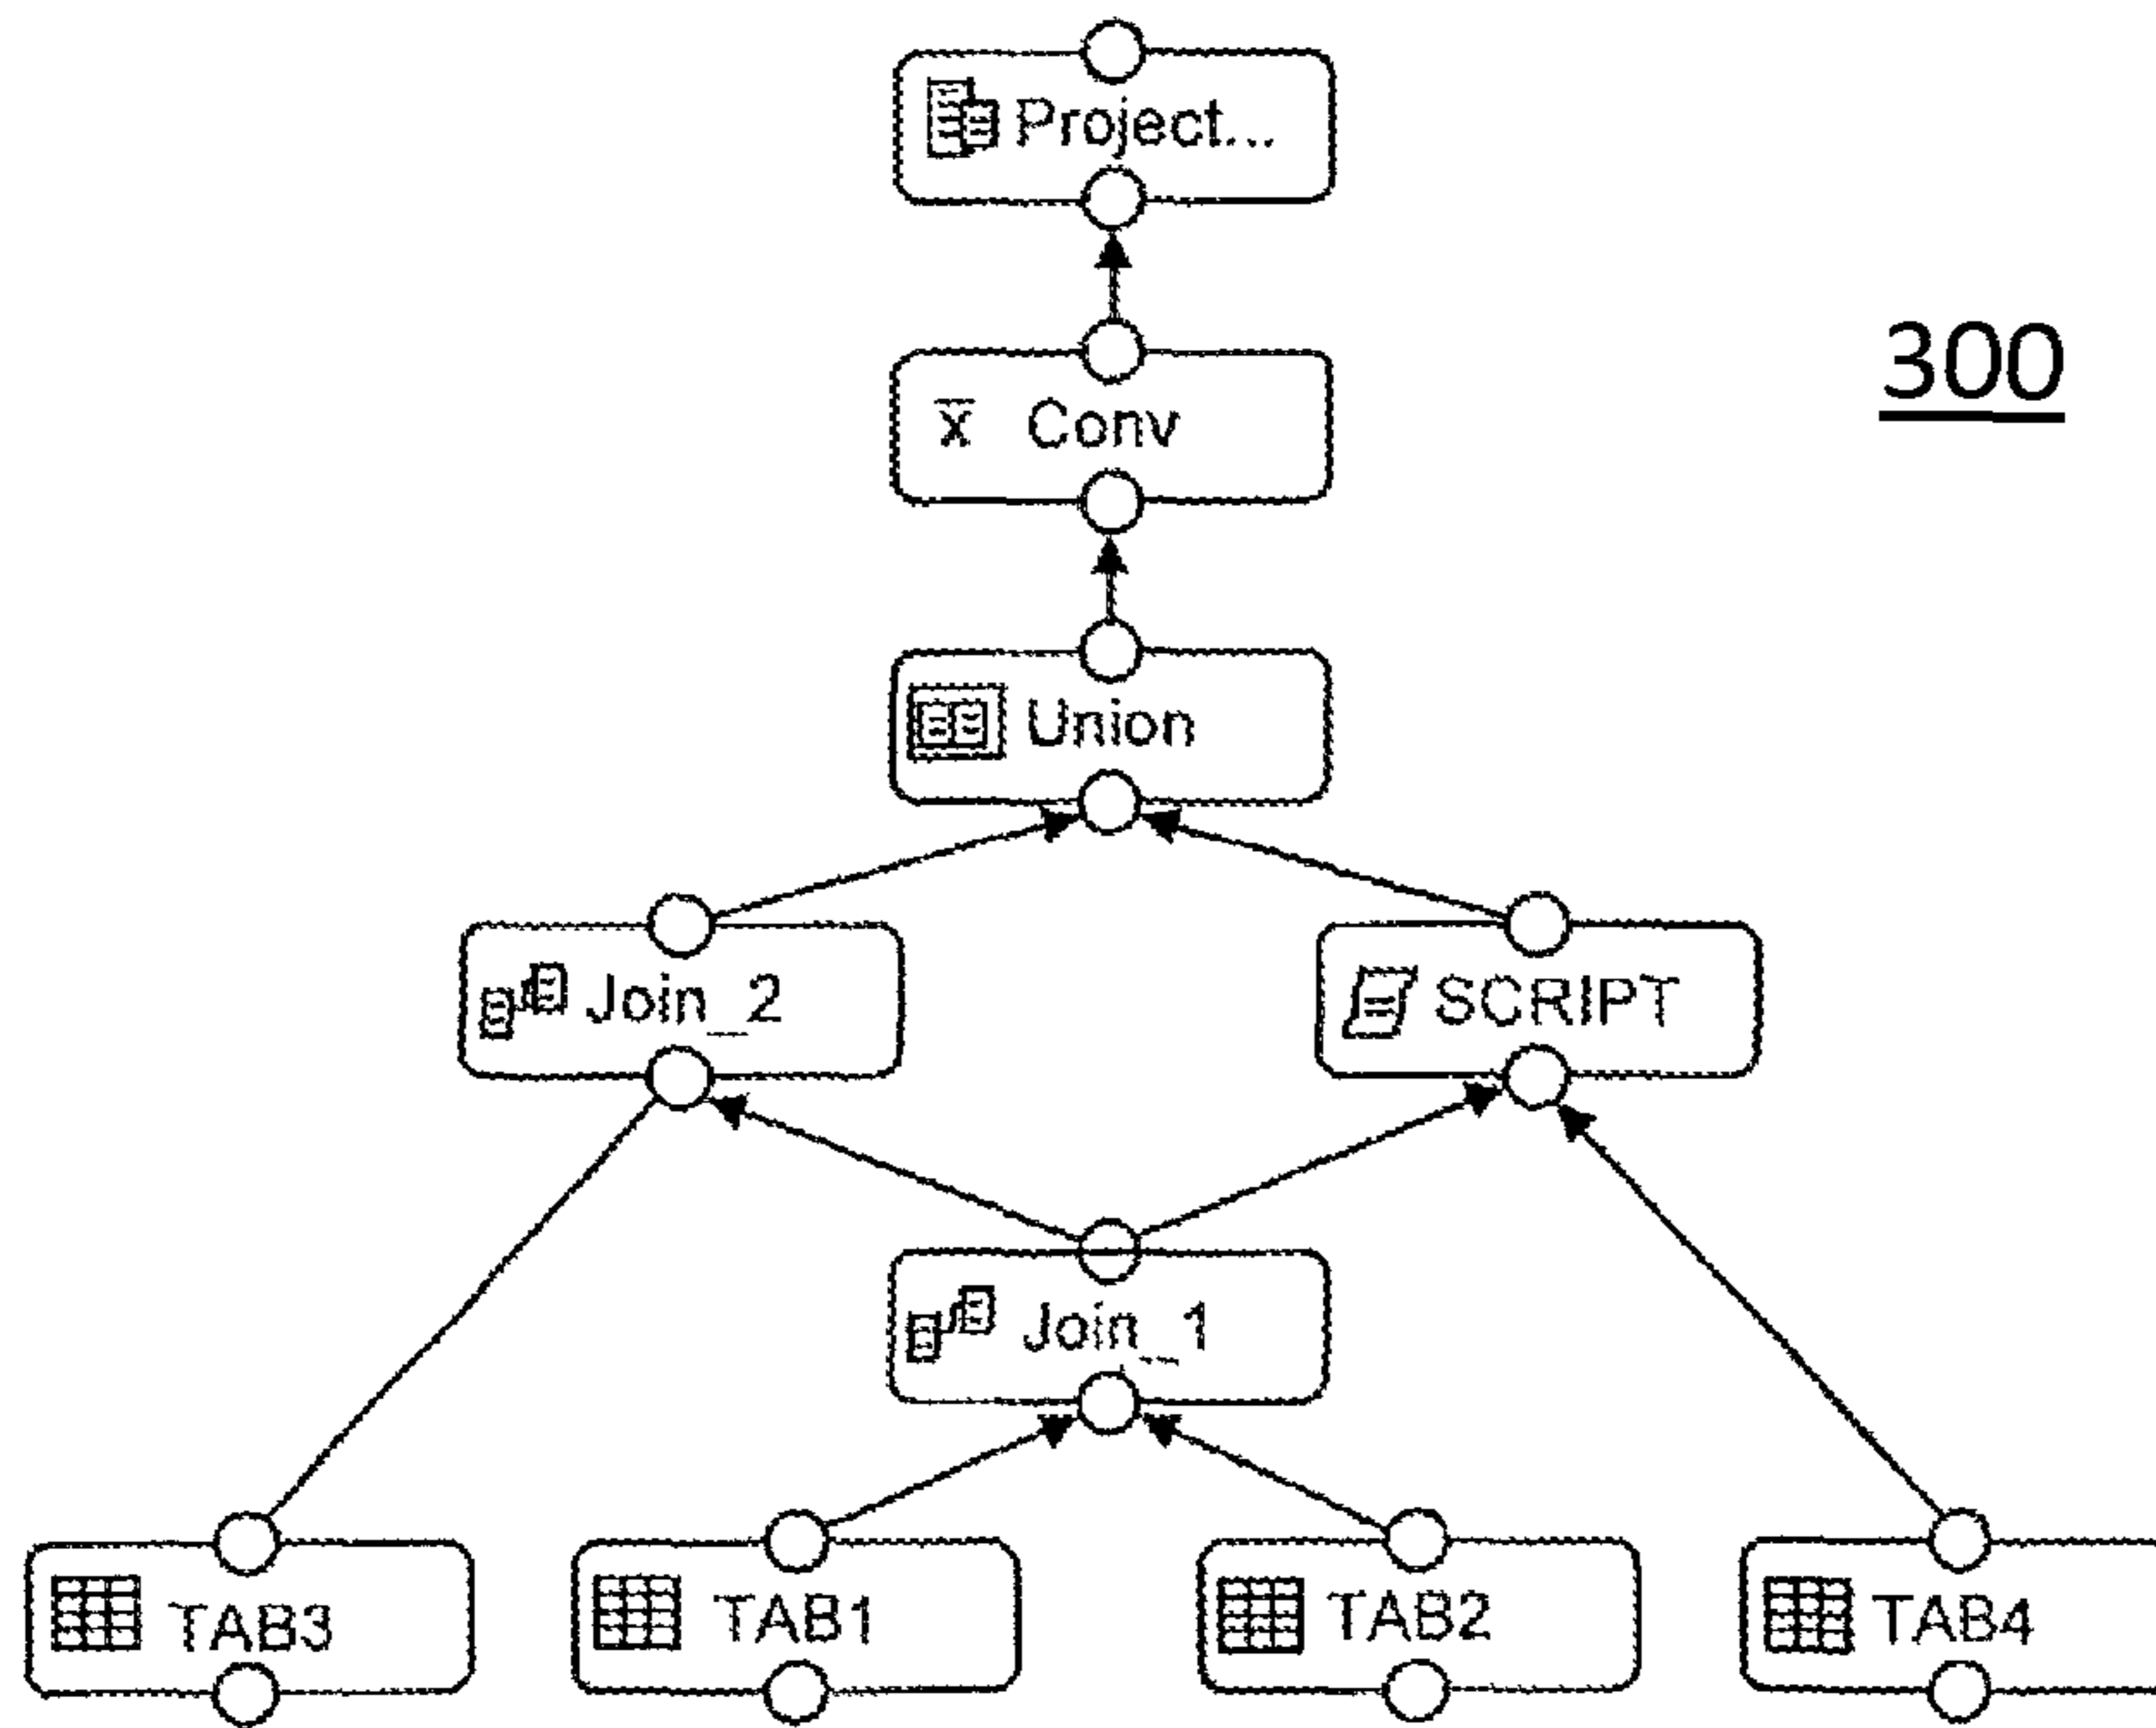 Project...
300
x̄ Conv
Union
Join_2
SCRIPT
Join_1
TAB3
TAB1
TAB2
TAB4